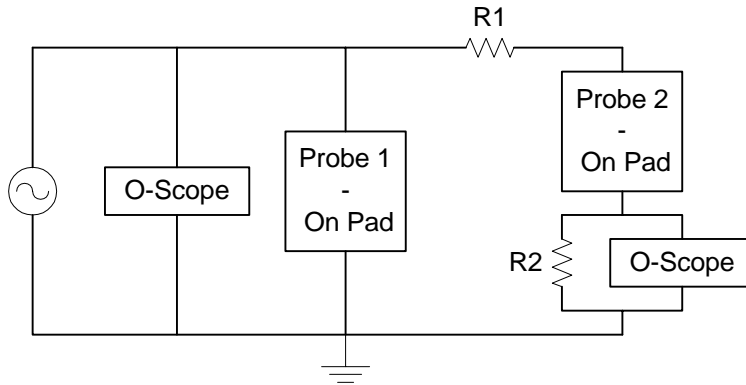 R1
Probe 2
-
On Pad
Probe 1
-
On Pad
O-Scope
R2
O-Scope